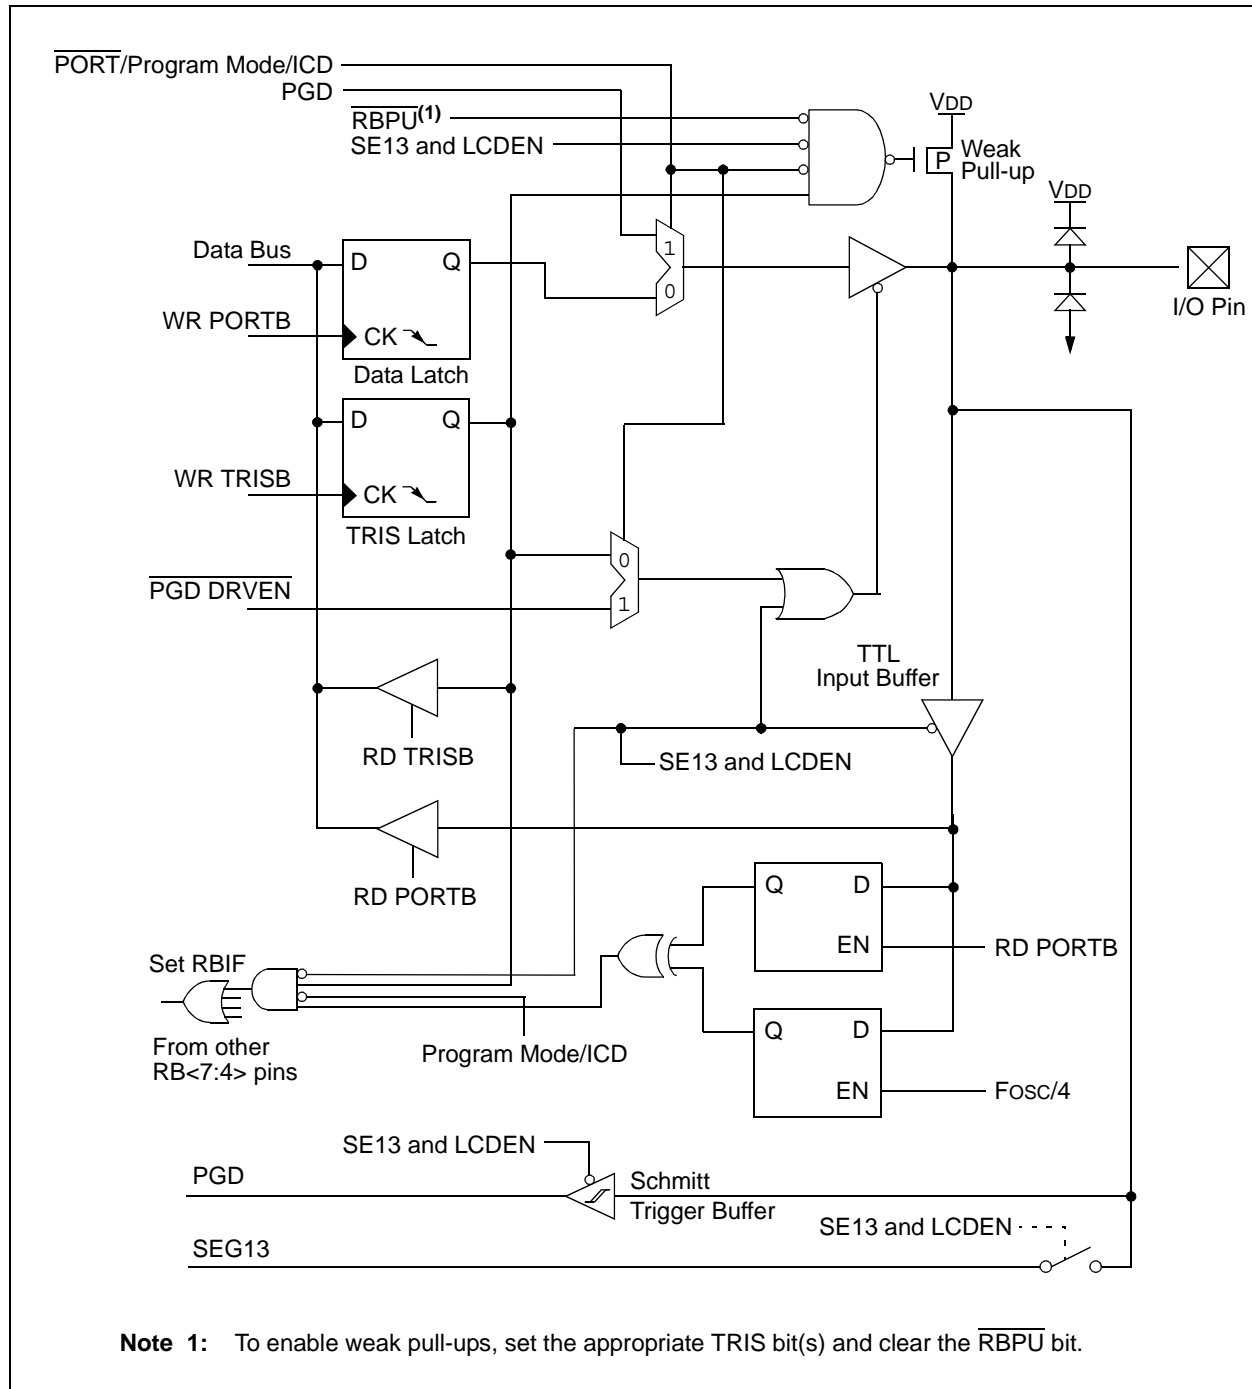 PORT/Program Mode/ICD
PGD
RBPU(1)
SE13 and LCDEN
VDD
P
Weak
Pull-up
VDD
1
0
Data Bus
D
Q
WR PORTB
CK
Data Latch
I/O Pin
D
Q
WR TRISB
CK
TRIS Latch
0
1
PGD DRVEN
TTL
Input Buffer
RD TRISB
SE13 and LCDEN
RD PORTB
Q
D
EN
RD PORTB
Set RBIF
From other
RB<7:4> pins
Program Mode/ICD
Q
D
EN
FOSC/4
SE13 and LCDEN
PGD
Schmitt
Trigger Buffer
SE13 and LCDEN
SEG13
Note 1: To enable weak pull-ups, set the appropriate TRIS bit(s) and clear the RBPU bit.